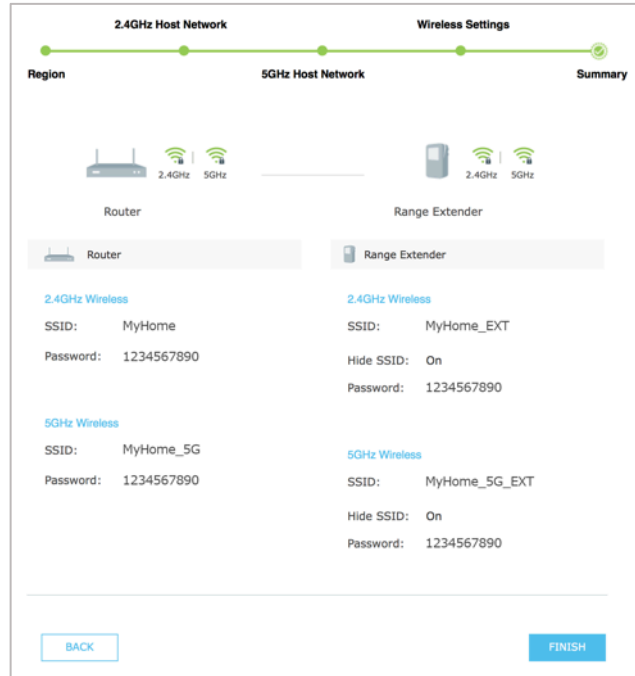 2.4GHz Host Network Wireless Settings
Region 5GHz Host Network Summary
2.4GHz 5GHz 2.4GHz 5GHz
Router Range Extender
Router Range Extender
2.4GHz Wireless 2.4GHz Wireless
SSID: MyHome SSID: MyHome_EXT
Password: 1234567890 Hide SSID: On
Password: 1234567890
5GHz Wireless 5GHz Wireless
SSID: MyHome_5G SSID: MyHome_5G_EXT
Password: 1234567890 Hide SSID: On
Password: 1234567890
BACK FINISH